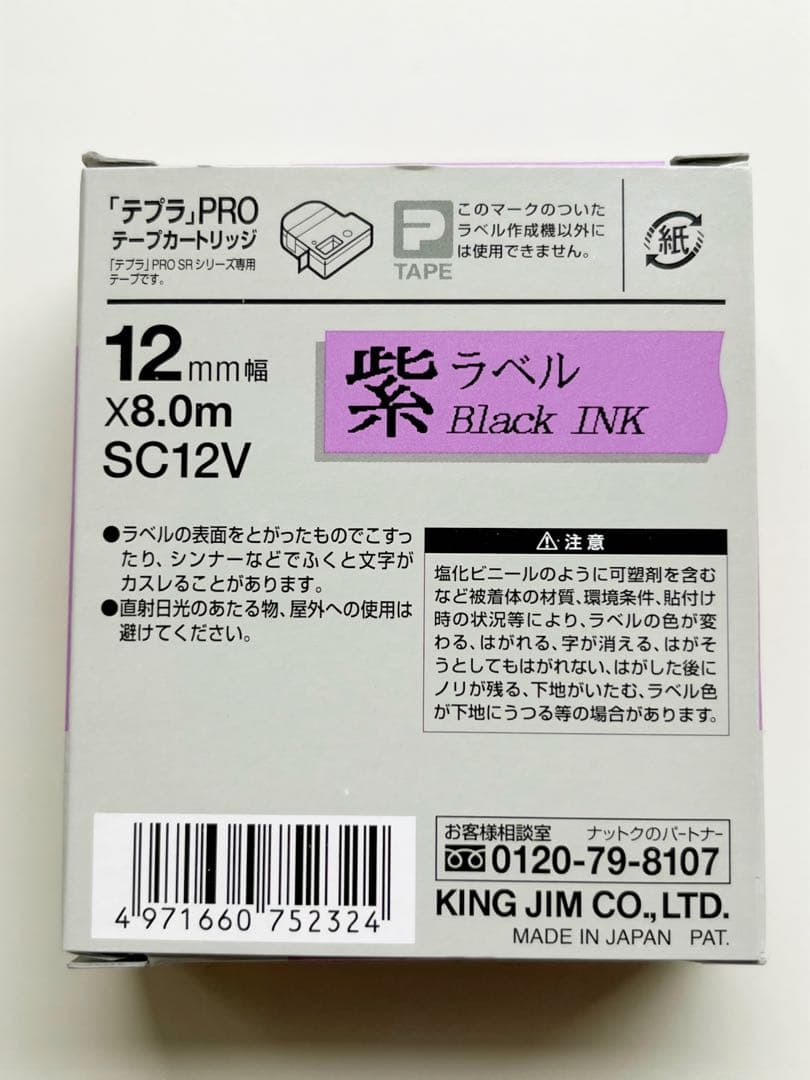 「テプラ」PRO
テープカートリッジ
「テプラ」PRO SRシリーズ専用
テープです。
P
TAPE
このマークのついた
ラベル作成機以外に
は使用できません。
紙
12mm幅
X8.0m
SC12V
紫ラベル
Black INK
●ラベルの表面をとがったものでこすっ
たり、シンナーなどでふくと文字が
カスレることがあります。
●直射日光のあたる物、屋外への使用は
避けてください。
注意
塩化ビニールのように可塑剤を含む
など被着体の材質、環境条件、貼付け
時の状況等により、ラベルの色が変
わる、はがれる、字が消える、はがそ
うとしてもはがれない、はがした後に
ノリが残る、下地がいたむ、ラベル色
が下地にうつる等の場合があります。
4 971660 752324
お客様相談室 ナットクのパートナー
0120-79-8107
KING JIM CO., LTD.
MADE IN JAPAN PAT.